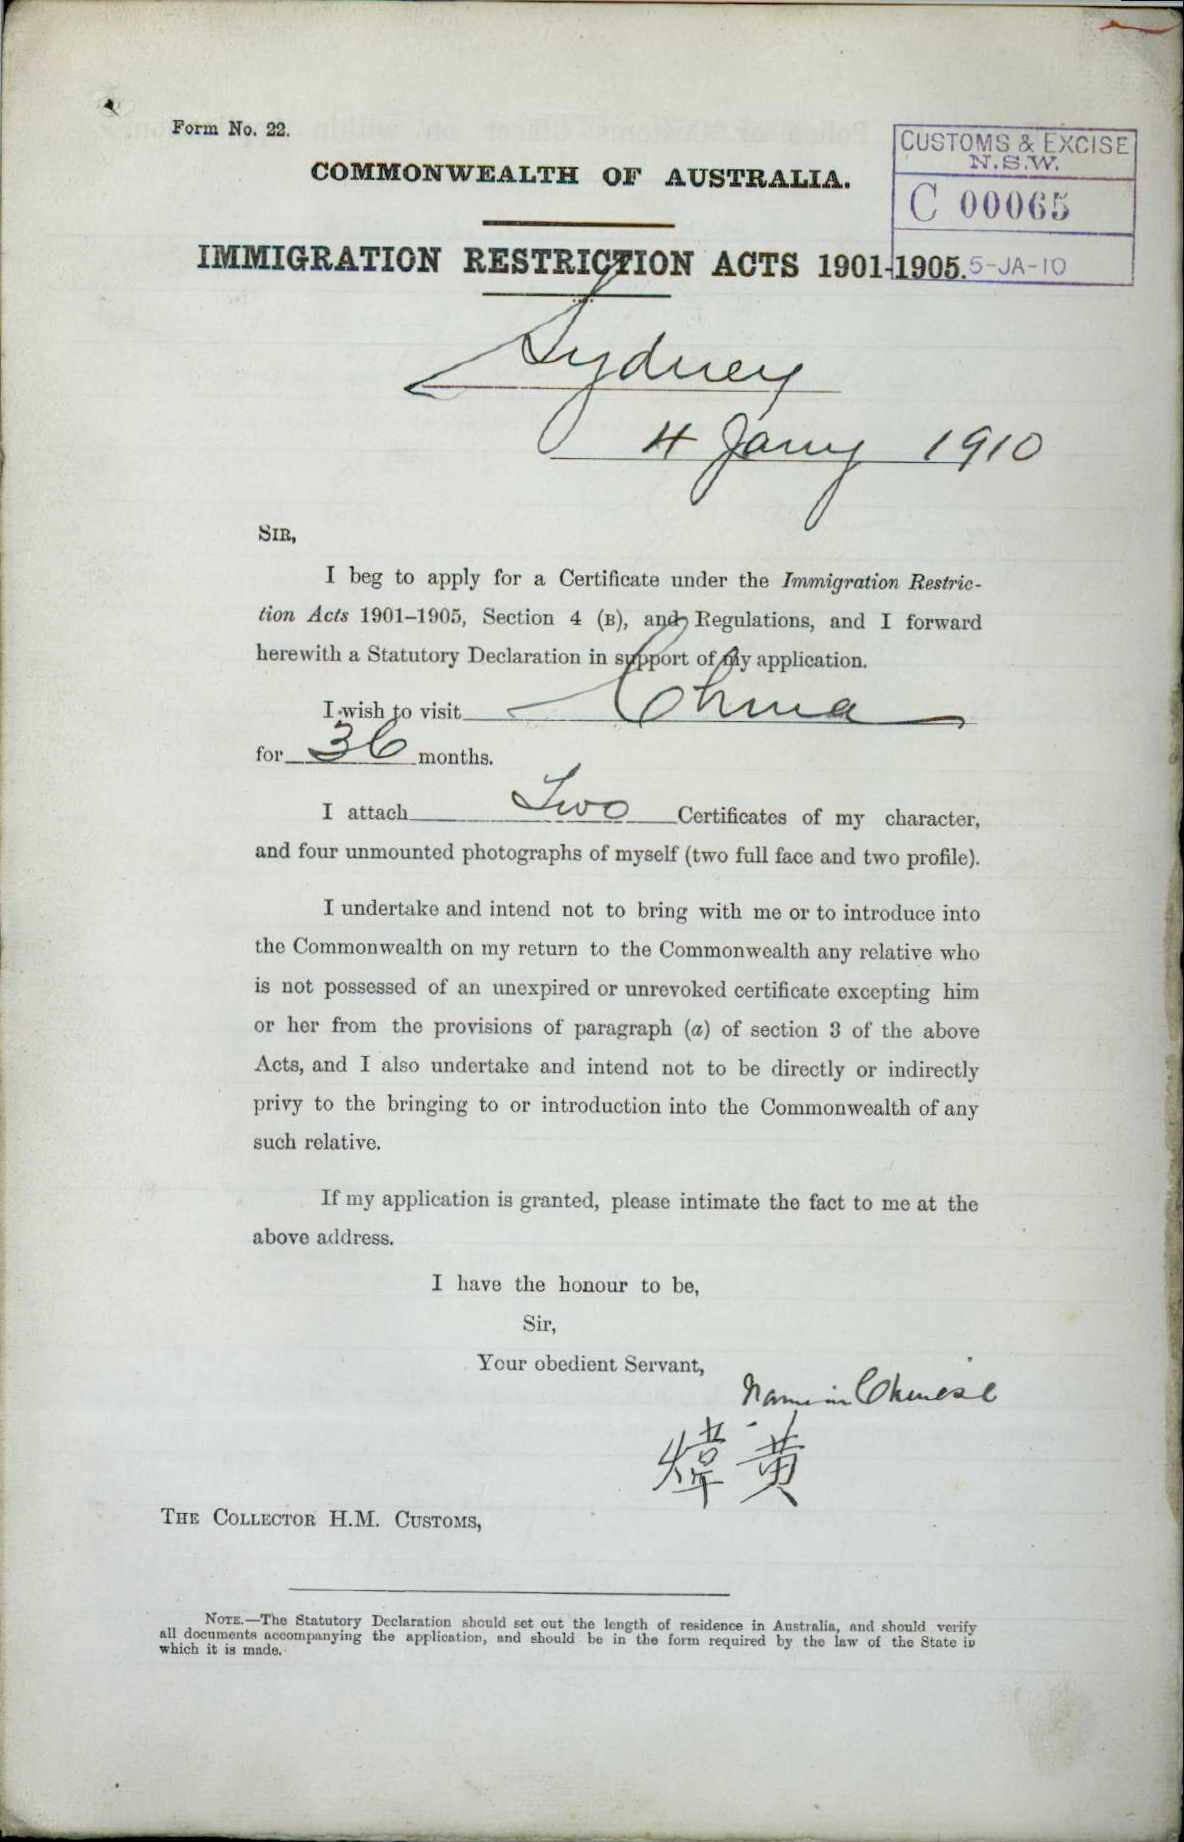 Form No. 22.
COMMONWEALTH OF AUSTRALIA.
CUSTOMS & EXCISE
N.S.W.
C 00065
5-JA-10
IMMIGRATION RESTRICTION ACTS 1901-1905.
Sydney
4 Jany 1910
SIR,
I beg to apply for a Certificate under the Immigration Restric-
tion Acts 1901–1905, Section 4 (B), and Regulations, and I forward
herewith a Statutory Declaration in support of my application.
I wish to visit China
for 36 months.
I attach Two Certificates of my character,
and four unmounted photographs of myself (two full face and two profile).
I undertake and intend not to bring with me or to introduce into
the Commonwealth on my return to the Commonwealth any relative who
is not possessed of an unexpired or unrevoked certificate excepting him
or her from the provisions of paragraph (a) of section 3 of the above
Acts, and I also undertake and intend not to be directly or indirectly
privy to the bringing to or introduction into the Commonwealth of any
such relative.
If my application is granted, please intimate the fact to me at the
above address.
I have the honour to be,
Sir,
Your obedient Servant,
Name in Chinese
煒黃
THE COLLECTOR H.M. CUSTOMS,
NOTE.—The Statutory Declaration should set out the length of residence in Australia, and should verify
all documents accompanying the application, and should be in the form required by the law of the State in
which it is made.